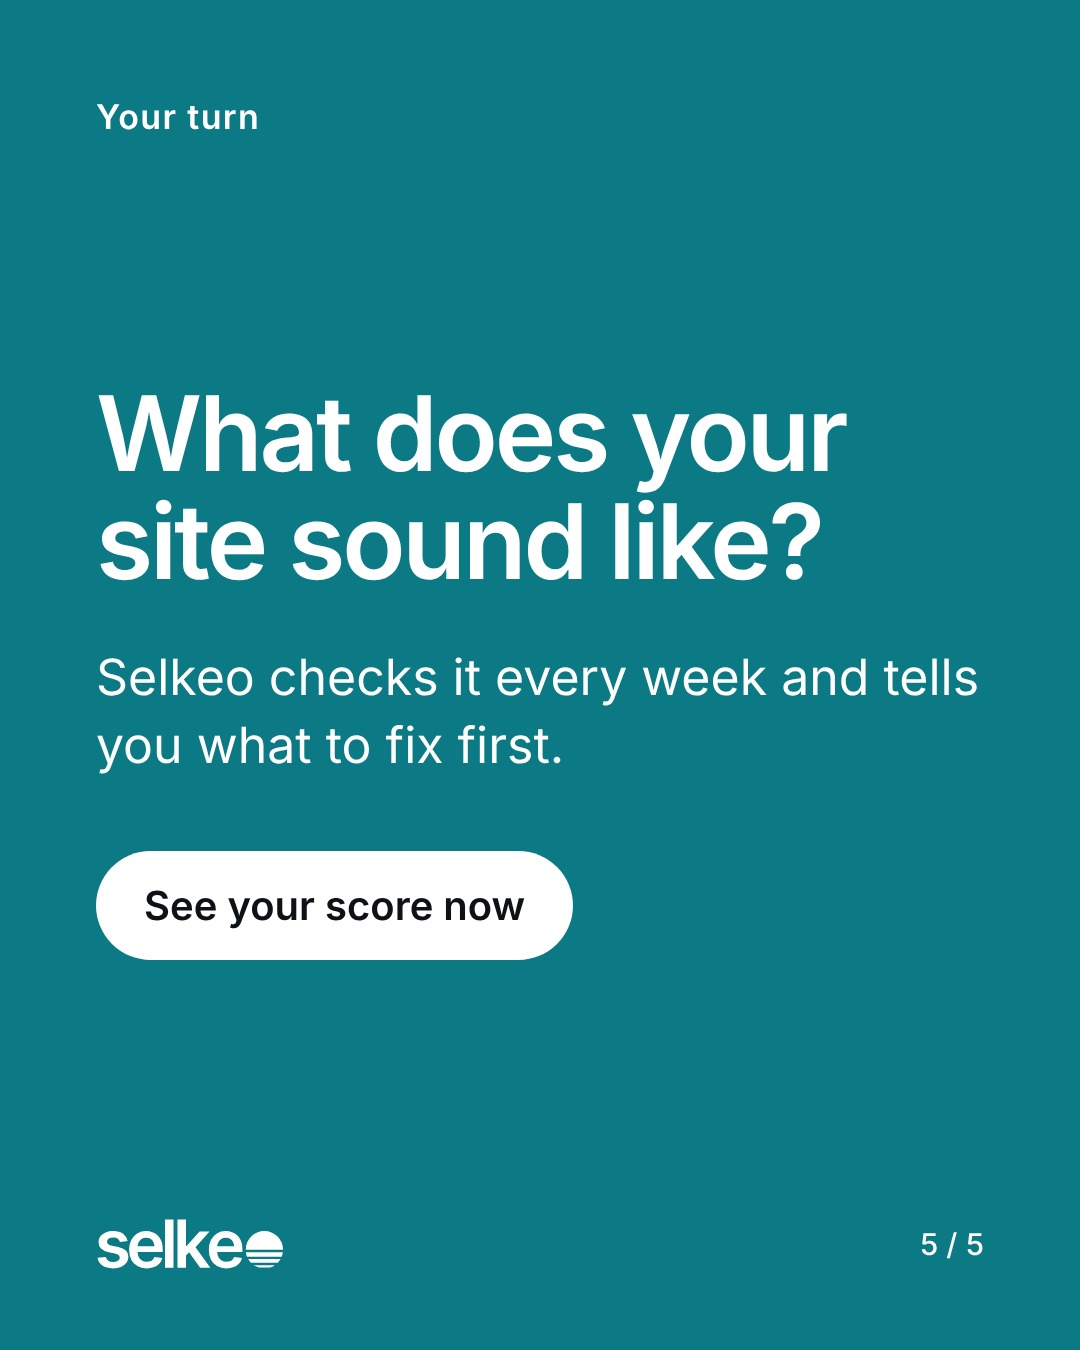 Your turn
What does your
site sound like?
Selkeo checks it every week and tells
you what to fix first.
See your score now
selkeo
5 / 5